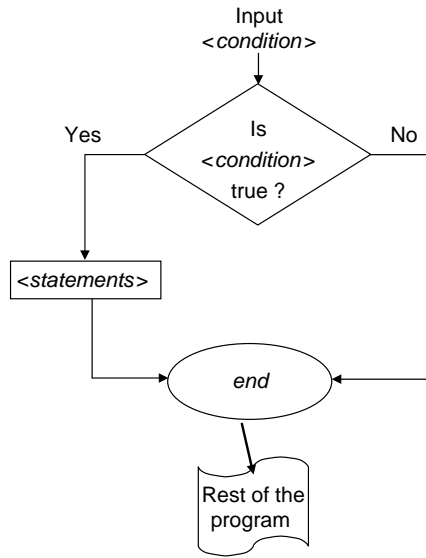 Input
<condition>
Yes
Is
No
<condition>
true ?
<statements>
end
Rest of the
program